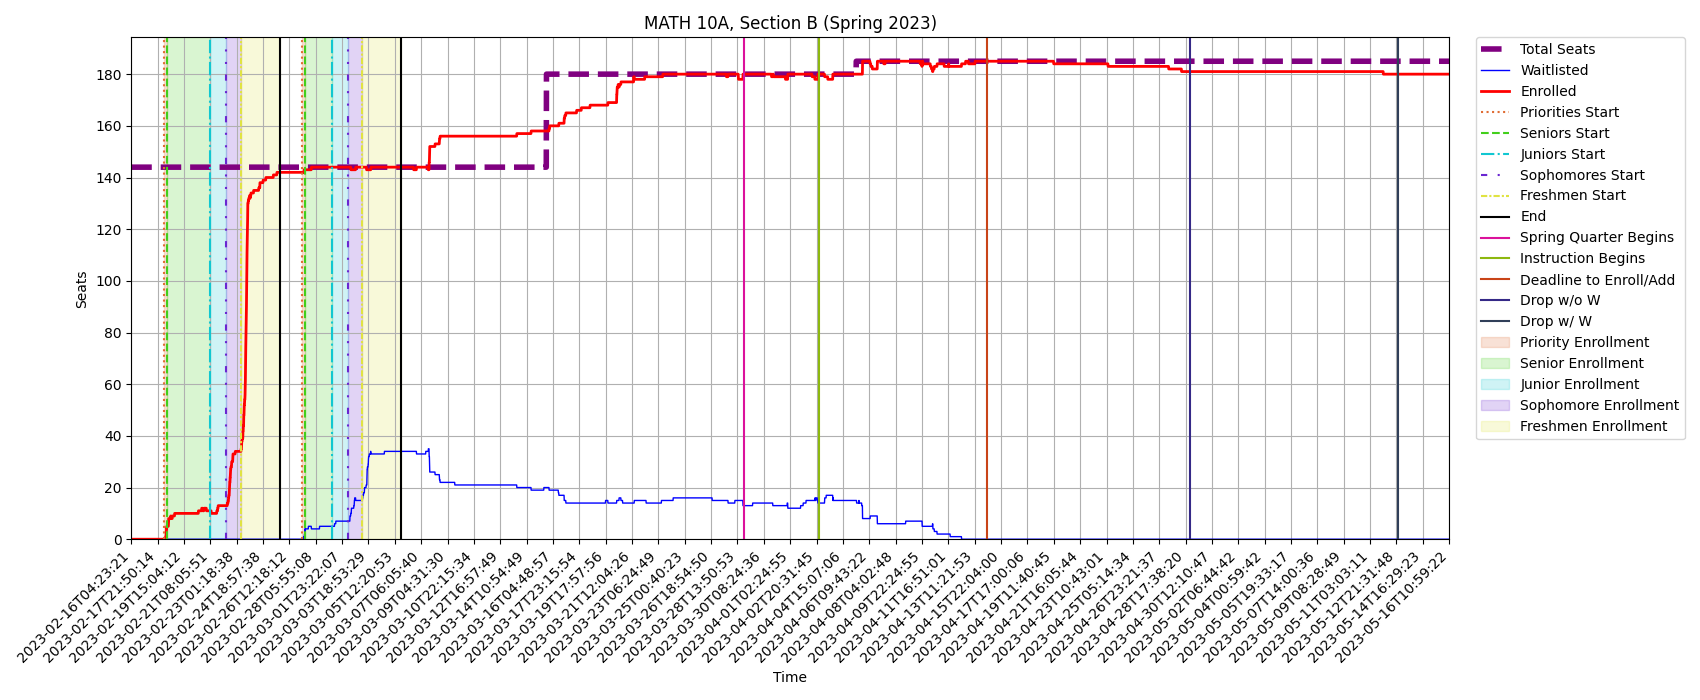 MATH 10A, Section B (Spring 2023)
Seats
180
160
140
120
100
80
60
40
20
0
2023-02-16T04:23:21
2023-02-17T21:50:14
2023-02-19T15:04:12
2023-02-21T08:05:51
2023-02-23T01:18:38
2023-02-24T18:57:38
2023-02-26T12:18:12
2023-02-28T05:55:08
2023-03-01T23:22:07
2023-03-03T18:53:29
2023-03-05T12:20:53
2023-03-07T06:05:40
2023-03-09T04:31:30
2023-03-10T22:15:34
2023-03-12T16:57:49
2023-03-14T10:54:49
2023-03-16T04:48:57
2023-03-17T23:15:54
2023-03-19T17:57:56
2023-03-21T12:04:26
2023-03-23T06:24:49
2023-03-25T00:40:23
2023-03-26T18:54:50
2023-03-28T13:50:53
2023-03-30T08:24:36
2023-04-01T02:24:55
2023-04-02T20:31:45
2023-04-04T15:07:06
2023-04-06T09:43:22
2023-04-08T04:02:48
2023-04-09T22:24:55
2023-04-11T16:51:01
2023-04-13T11:21:53
2023-04-15T22:04:00
2023-04-17T17:00:06
2023-04-19T11:40:45
2023-04-21T16:05:44
2023-04-23T10:43:01
2023-04-25T05:14:34
2023-04-26T23:21:37
2023-04-28T17:38:20
2023-04-30T12:10:47
2023-05-02T06:44:42
2023-05-04T00:59:42
2023-05-05T19:33:17
2023-05-07T14:00:36
2023-05-09T08:28:49
2023-05-11T03:03:11
2023-05-12T21:31:48
2023-05-14T16:29:23
2023-05-16T10:59:22
Time
Total Seats
Waitlisted
Enrolled
Priorities Start
Seniors Start
Juniors Start
Sophomores Start
Freshmen Start
End
Spring Quarter Begins
Instruction Begins
Deadline to Enroll/Add
Drop w/o W
Drop w/ W
Priority Enrollment
Senior Enrollment
Junior Enrollment
Sophomore Enrollment
Freshmen Enrollment